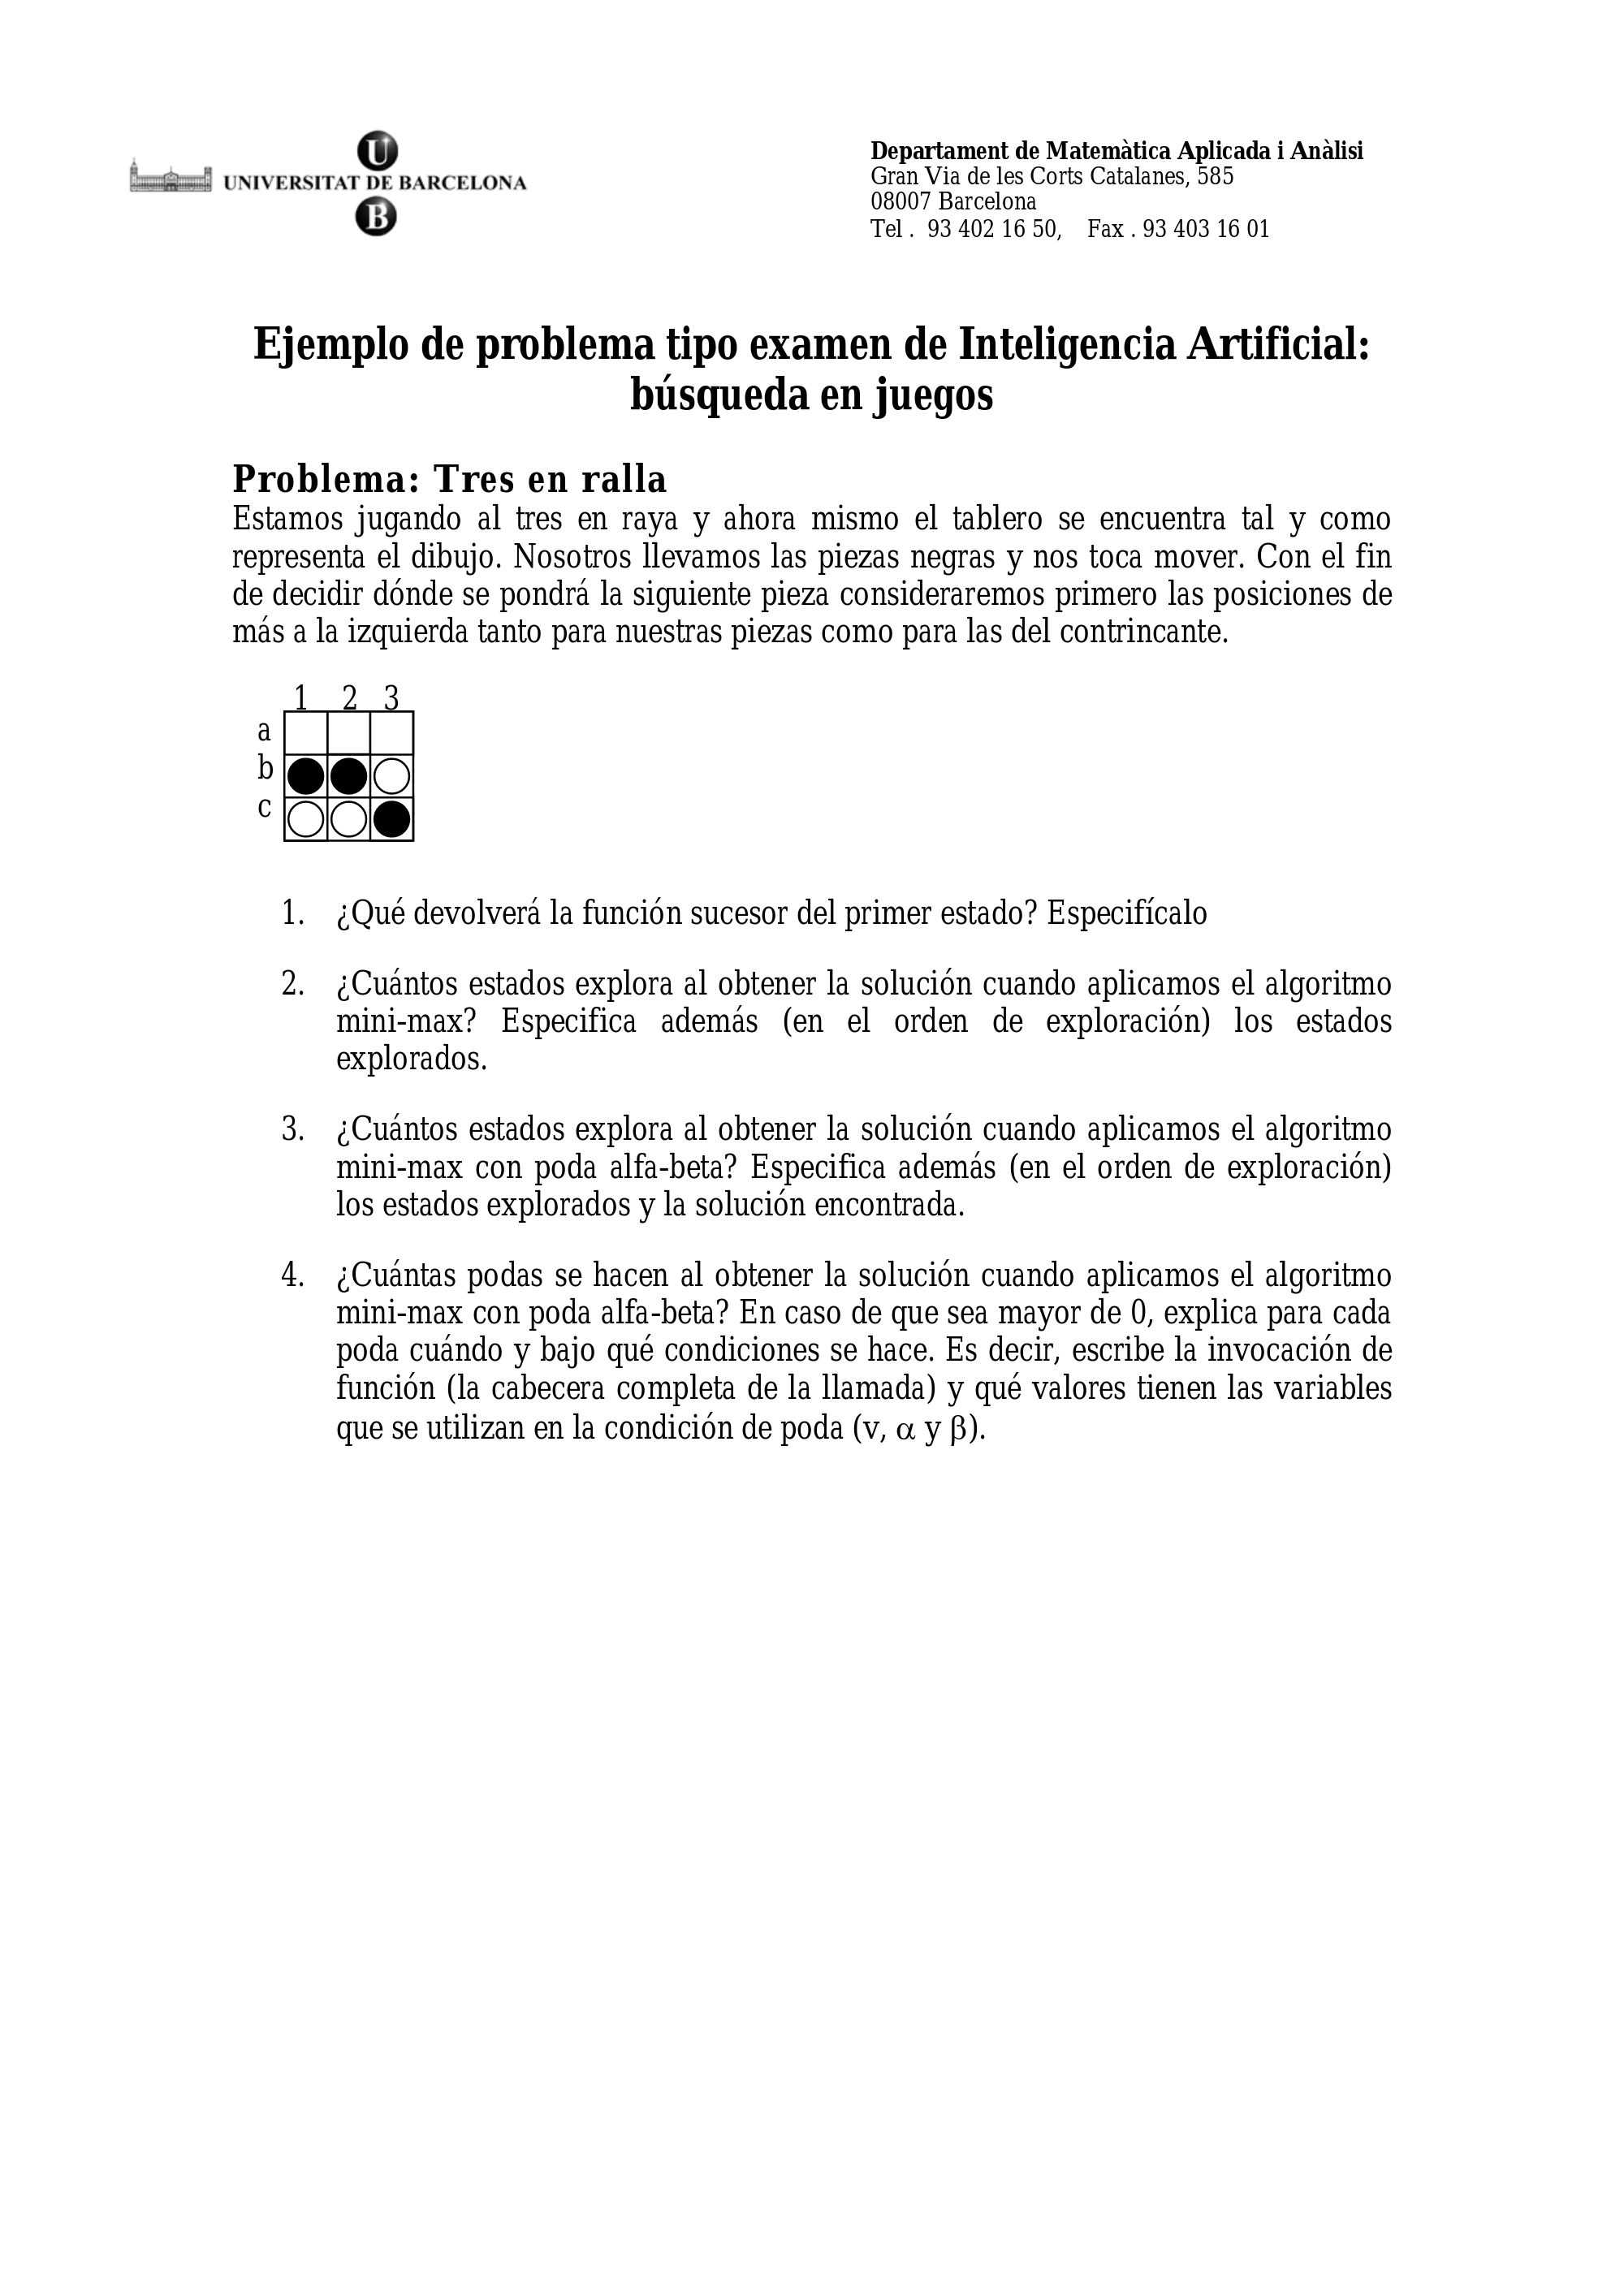 U
UNIVERSITAT DE BARCELONA
B
Departament de Matemàtica Aplicada i Anàlisi
Gran Via de les Corts Catalanes, 585
08007 Barcelona
Tel . 93 402 16 50, Fax . 93 403 16 01
Ejemplo de problema tipo examen de Inteligencia Artificial:
búsqueda en juegos
Problema: Tres en ralla
Estamos jugando al tres en raya y ahora mismo el tablero se encuentra tal y como
representa el dibujo. Nosotros llevamos las piezas negras y nos toca mover. Con el fin
de decidir dónde se pondrá la siguiente pieza consideraremos primero las posiciones de
más a la izquierda tanto para nuestras piezas como para las del contrincante.
1 2 3
a
b
c
1. ¿Qué devolverá la función sucesor del primer estado? Especifícalo
2. ¿Cuántos estados explora al obtener la solución cuando aplicamos el algoritmo
mini-max? Especifica además (en el orden de exploración) los estados
explorados.
3. ¿Cuántos estados explora al obtener la solución cuando aplicamos el algoritmo
mini-max con poda alfa-beta? Especifica además (en el orden de exploración)
los estados explorados y la solución encontrada.
4. ¿Cuántas podas se hacen al obtener la solución cuando aplicamos el algoritmo
mini-max con poda alfa-beta? En caso de que sea mayor de 0, explica para cada
poda cuándo y bajo qué condiciones se hace. Es decir, escribe la invocación de
función (la cabecera completa de la llamada) y qué valores tienen las variables
que se utilizan en la condición de poda (v, α y β).